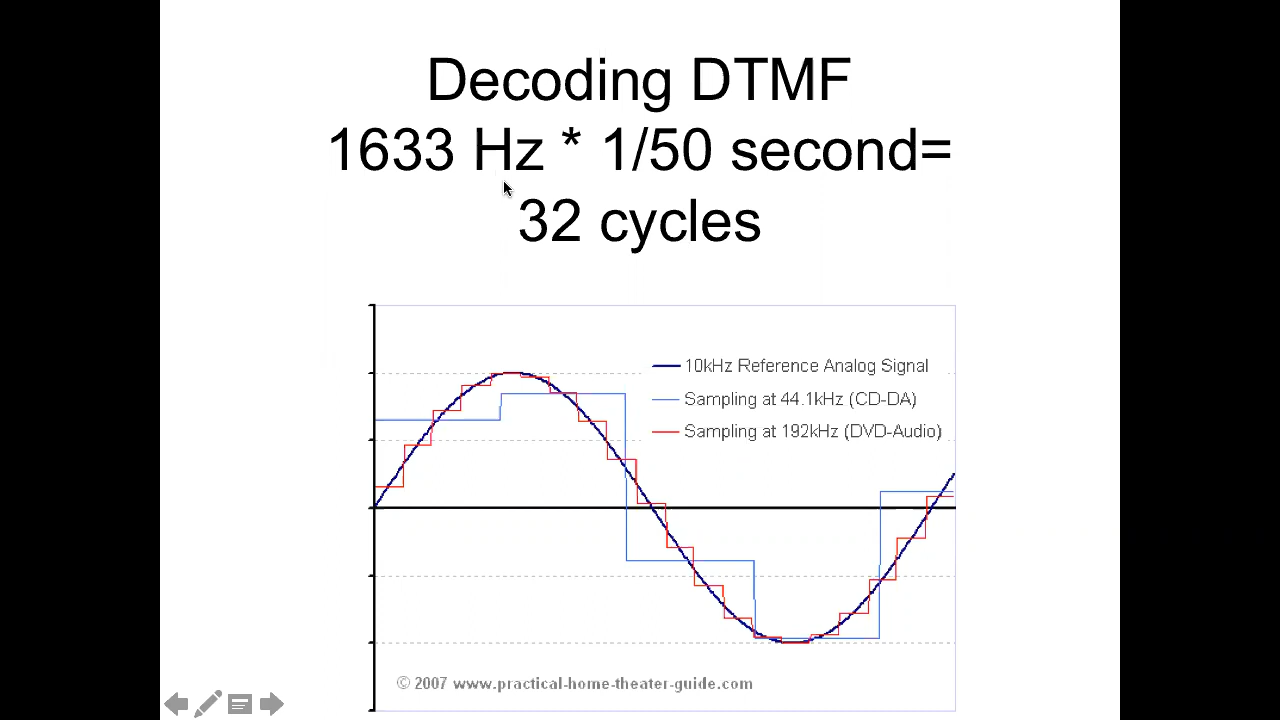 Decoding DTMF
1633 Hz * 1/50 second=
32 cycles
10kHz Reference Analog Signal
Sampling at 44.1kHz (CD-DA)
Sampling at 192kHz (DVD-Audio)
© 2007 www.practical-home-theater-guide.com